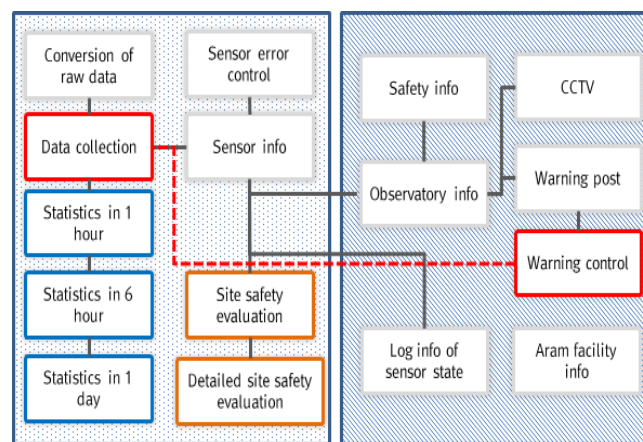 Conversion of
raw data
Sensor error
control
Data collection
Sensor info
Statistics in 1
hour
Statistics in 6
hour
Site safety
evaluation
Statistics in 1
day
Detailed site safety
evaluation
Safety info
CCTV
Observatory info
Warning post
Warning control
Log info of
sensor state
Aram facility
info